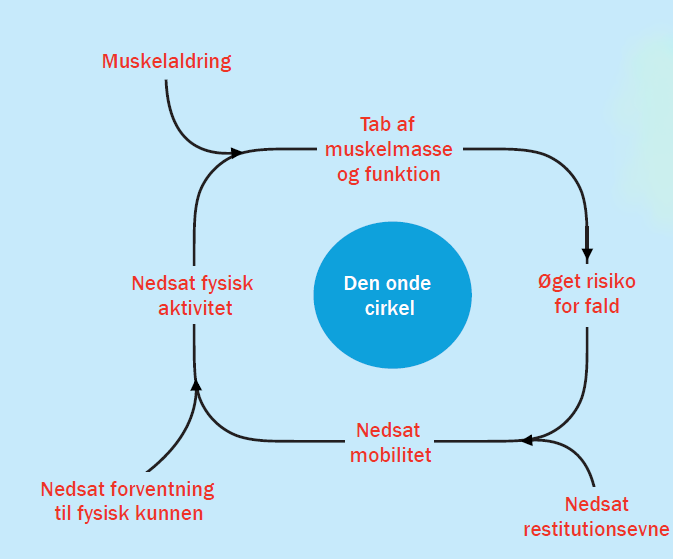 Muskelaldring
Tab af
muskelmasse
og funktion
Øget risiko
for fald
Den onde
cirkel
Nedsat fysisk
aktivitet
Nedsat
mobilitet
Nedsat forventning
til fysisk kunnen
Nedsat
restitutionsevne